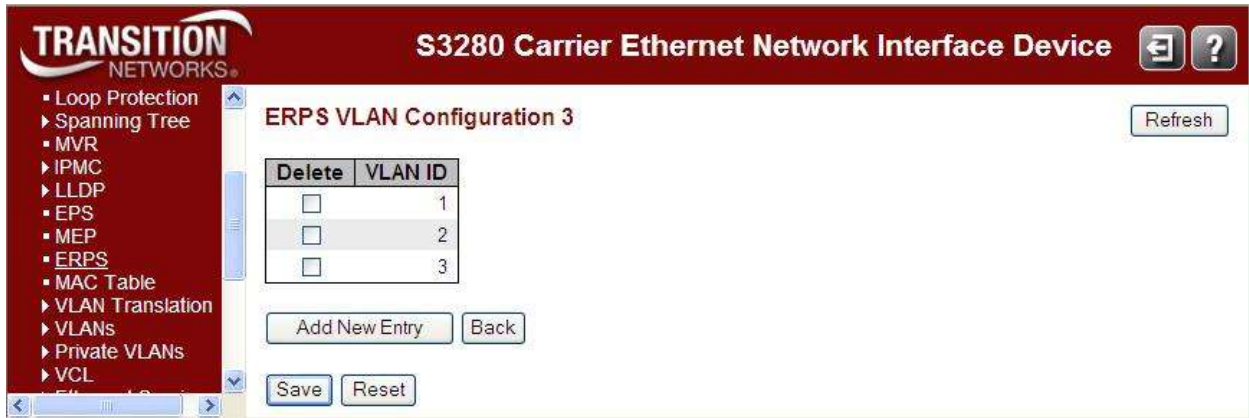 TRANSITION
NETWORKS®
S3280 Carrier Ethernet Network Interface Device
?
Loop Protection
Spanning Tree
MVR
IPMC
LLDP
EPS
MEP
ERPS
MAC Table
VLAN Translation
VLANs
Private VLANs
VCL
ERPS VLAN Configuration 3
Refresh
Delete VLAN ID
1
2
3
Add New Entry Back
Save Reset